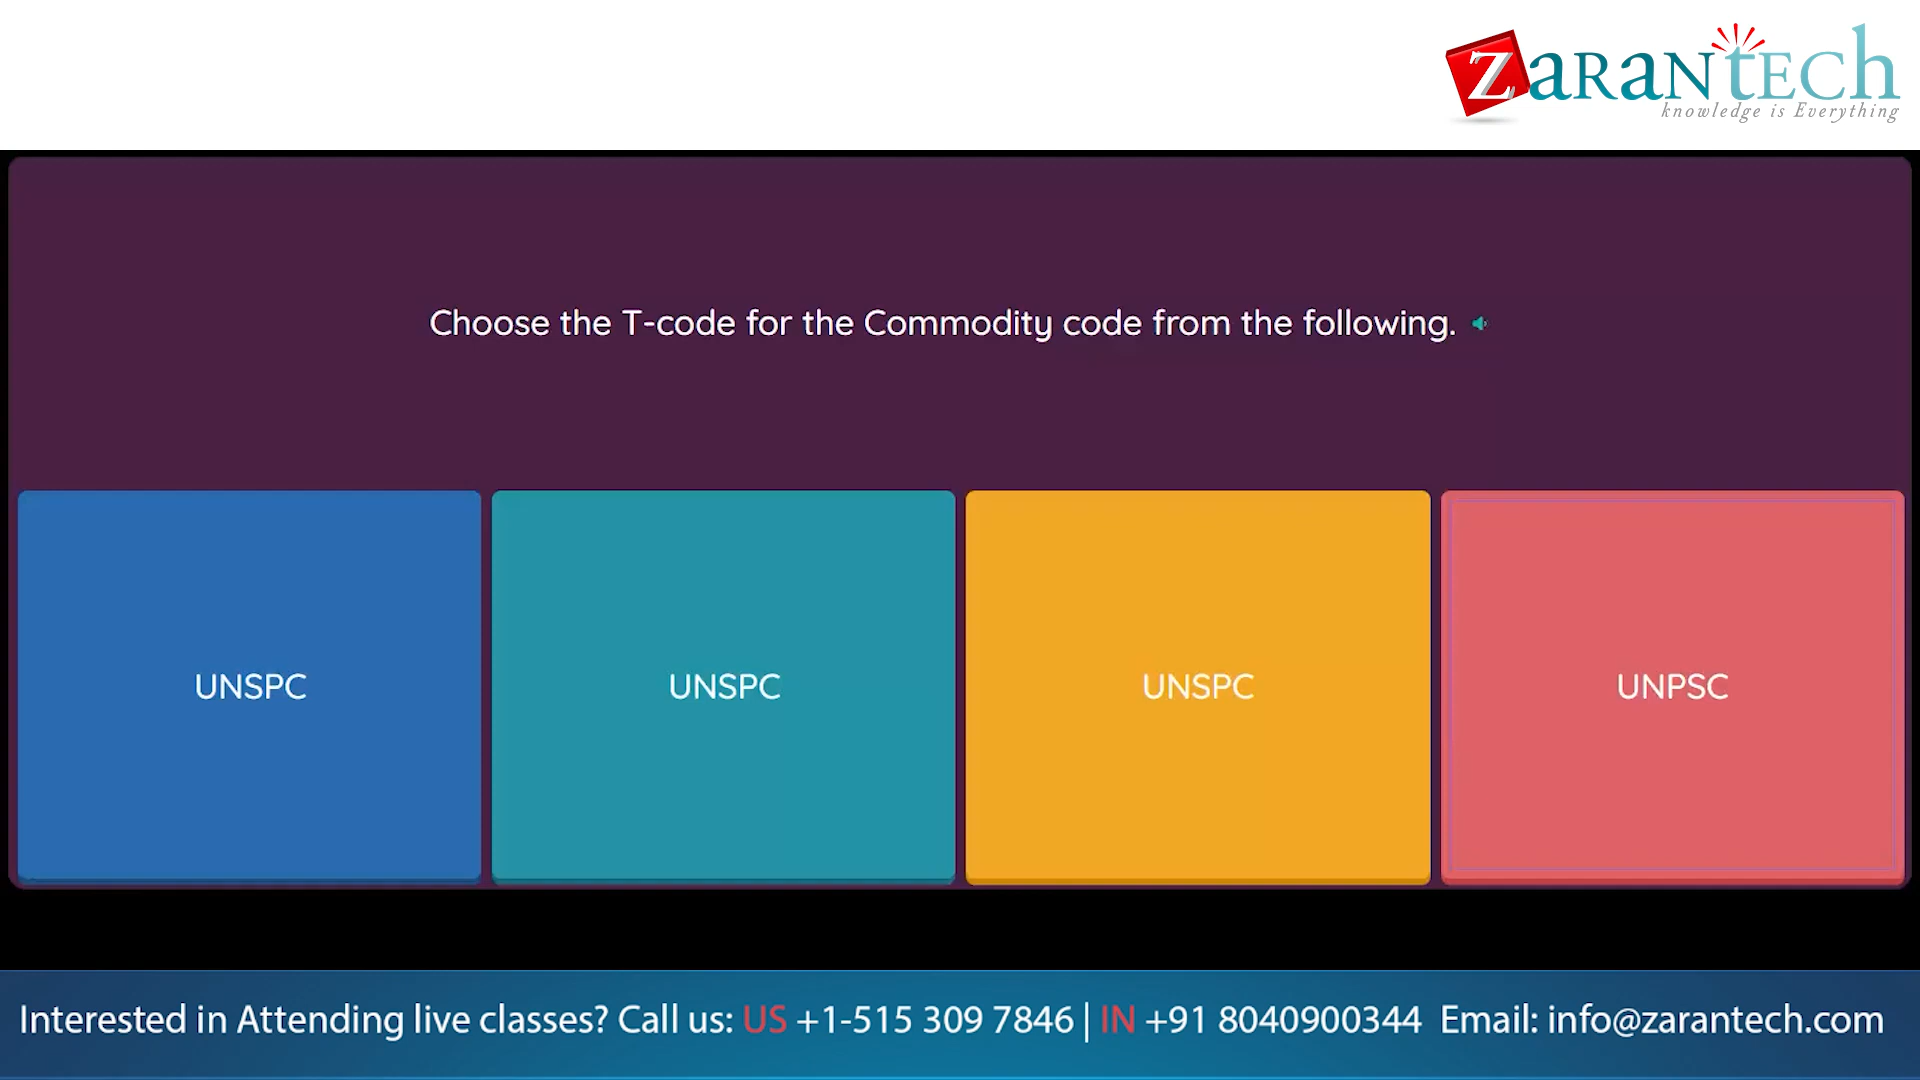 ZaranTech
knowledge is Everything
Choose the T-code for the Commodity code from the following.
UNSPC
UNSPC
UNSPC
UNPSC
Interested in Attending live classes? Call us: US +1-515 309 7846 | IN +91 8040900344 Email: info@zarantech.com